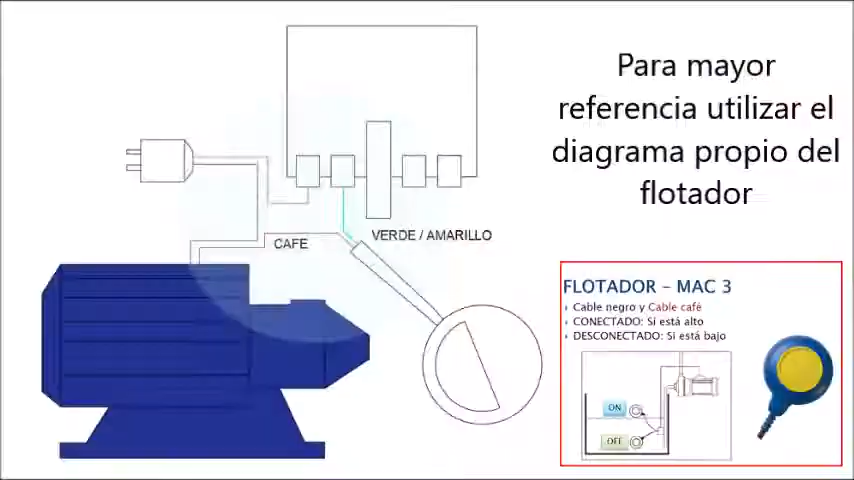 Para mayor
referencia utilizar el
diagrama propio del
flotador
VERDE / AMARILLO
CAFE
FLOTADOR – MAC 3
Cable negro y Cable café
CONECTADO: Si está alto
DESCONECTADO: Si está bajo
ON
OFF